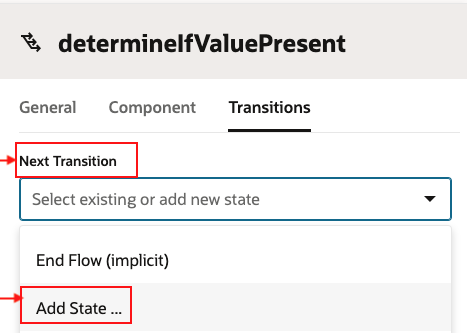 determineIfValuePresent
General Component Transitions
Next Transition
Select existing or add new state
End Flow (implicit)
Add State ...